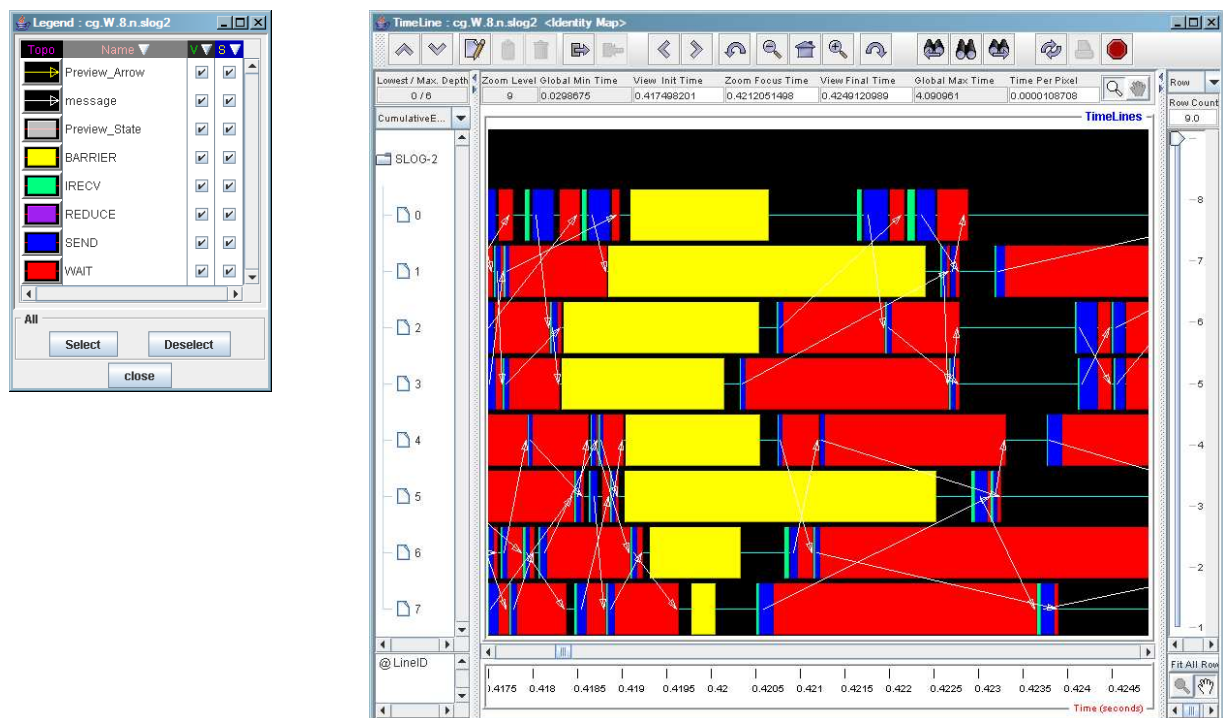 Legend : cg.W.8.n.slog2
Topo Name V S
Preview_Arrow
message
Preview_State
BARRIER
IRECV
REDUCE
SEND
WAIT
All
Select Deselect
close
TimeLine : cg.W.8.n.slog2 <Identity Map>
Lowest / Max. Depth Zoom Level Global Min Time View Init Time Zoom Focus Time View Final Time Global Max Time Time Per Pixel
0 / 6 9 0.0298675 0.417498201 0.4212051498 0.4249120989 4.090961 0.0000108708
Row
Row Count
9.0
CumulativeE...
TimeLines
SLOG-2
0
1
2
3
4
5
6
7
8
7
6
5
4
3
2
1
@ LineID
Fit All Row
0.4175 0.418 0.4185 0.419 0.4195 0.42 0.4205 0.421 0.4215 0.422 0.4225 0.423 0.4235 0.424 0.4245
Time (seconds)